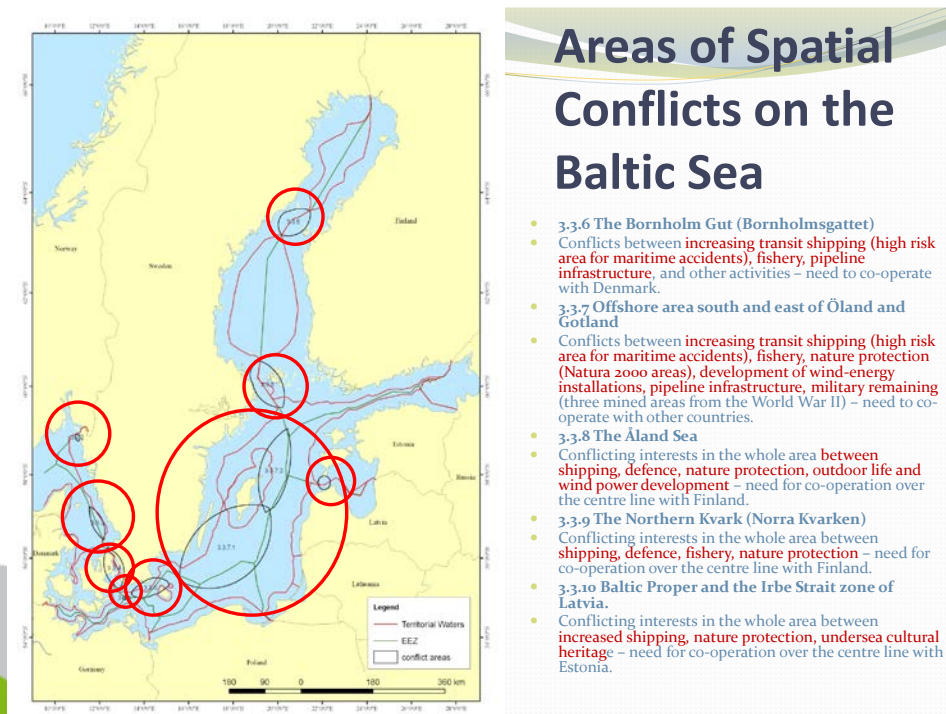 Areas of Spatial
Conflicts on the
Baltic Sea
3.3.6 The Bornholm Gut (Bornholmsgattet)
Conflicts between increasing transit shipping (high risk
area for maritime accidents), fishery, pipeline
infrastructure, and other activities – need to co-operate
with Denmark.
3.3.7 Offshore area south and east of Öland and
Gotland
Conflicts between increasing transit shipping (high risk
area for maritime accidents), fishery, nature protection
(Natura 2000 areas), development of wind-energy
installations, pipeline infrastructure, military remaining
(three mined areas from the World War II) – need to co-
operate with other countries.
3.3.8 The Åland Sea
Conflicting interests in the whole area between
shipping, defence, nature protection, outdoor life and
wind power development – need for co-operation over
the centre line with Finland.
3.3.9 The Northern Kvark (Norra Kvarken)
Conflicting interests in the whole area between
shipping, defence, fishery, nature protection – need for
co-operation over the centre line with Finland.
3.3.10 Baltic Proper and the Irbe Strait zone of
Latvia.
Conflicting interests in the whole area between
increased shipping, nature protection, undersea cultural
heritage – need for co-operation over the centre line with
Estonia.
Finland
Norway
Sweden
Estonia
Russia
3.3.7.2
Latvia
3.3.7.1
Denmark
Lithuania
Legend
Territorial Waters
EEZ
conflict areas
Germany
Poland
180 90 0 180 360 km